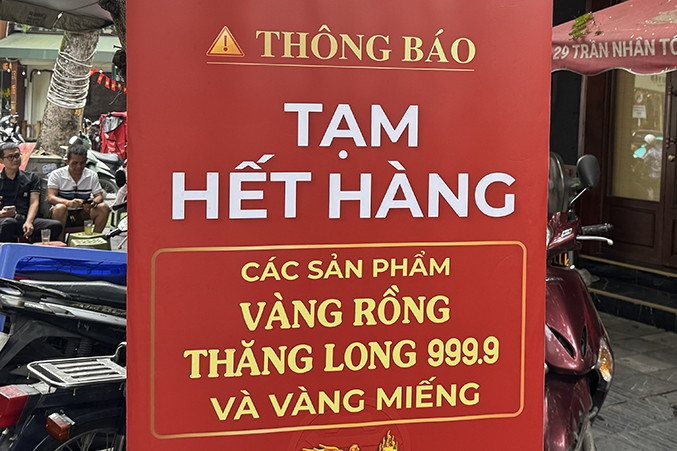 THÔNG BÁO
TẠM
HẾT HÀNG
CÁC SẢN PHẨM
VÀNG RỒNG
THĂNG LONG 999.9
VÀ VÀNG MIẾNG
29 TRẦN NHÂN TÔ